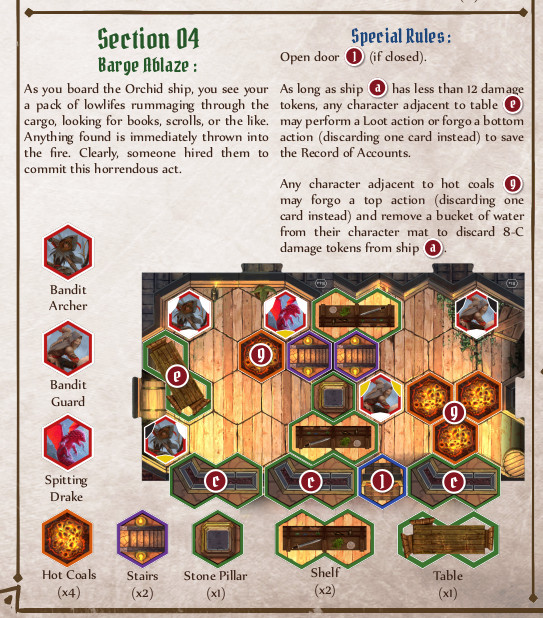 Section 04
Barge Ablaze :
As you board the Orchid ship, you see your
a pack of lowlifes rummaging through the
cargo, looking for books, scrolls, or the like.
Anything found is immediately thrown into
the fire. Clearly, someone hired them to
commit this horrendous act.
Special Rules:
Open door 1 (if closed).
As long as ship a has less than 12 damage
tokens, any character adjacent to table e
may perform a Loot action or forgo a bottom
action (discarding one card instead) to save
the Record of Accounts.
Any character adjacent to hot coals g
may forgo a top action (discarding one
card instead) and remove a bucket of water
from their character mat to discard 8-C
damage tokens from ship a.
Bandit
Archer
Bandit
Guard
Spitting
Drake
g
e
g
c
c
1
c
Hot Coals
(x4)
Stairs
(x2)
Stone Pillar
(x1)
Shelf
(x2)
Table
(x1)